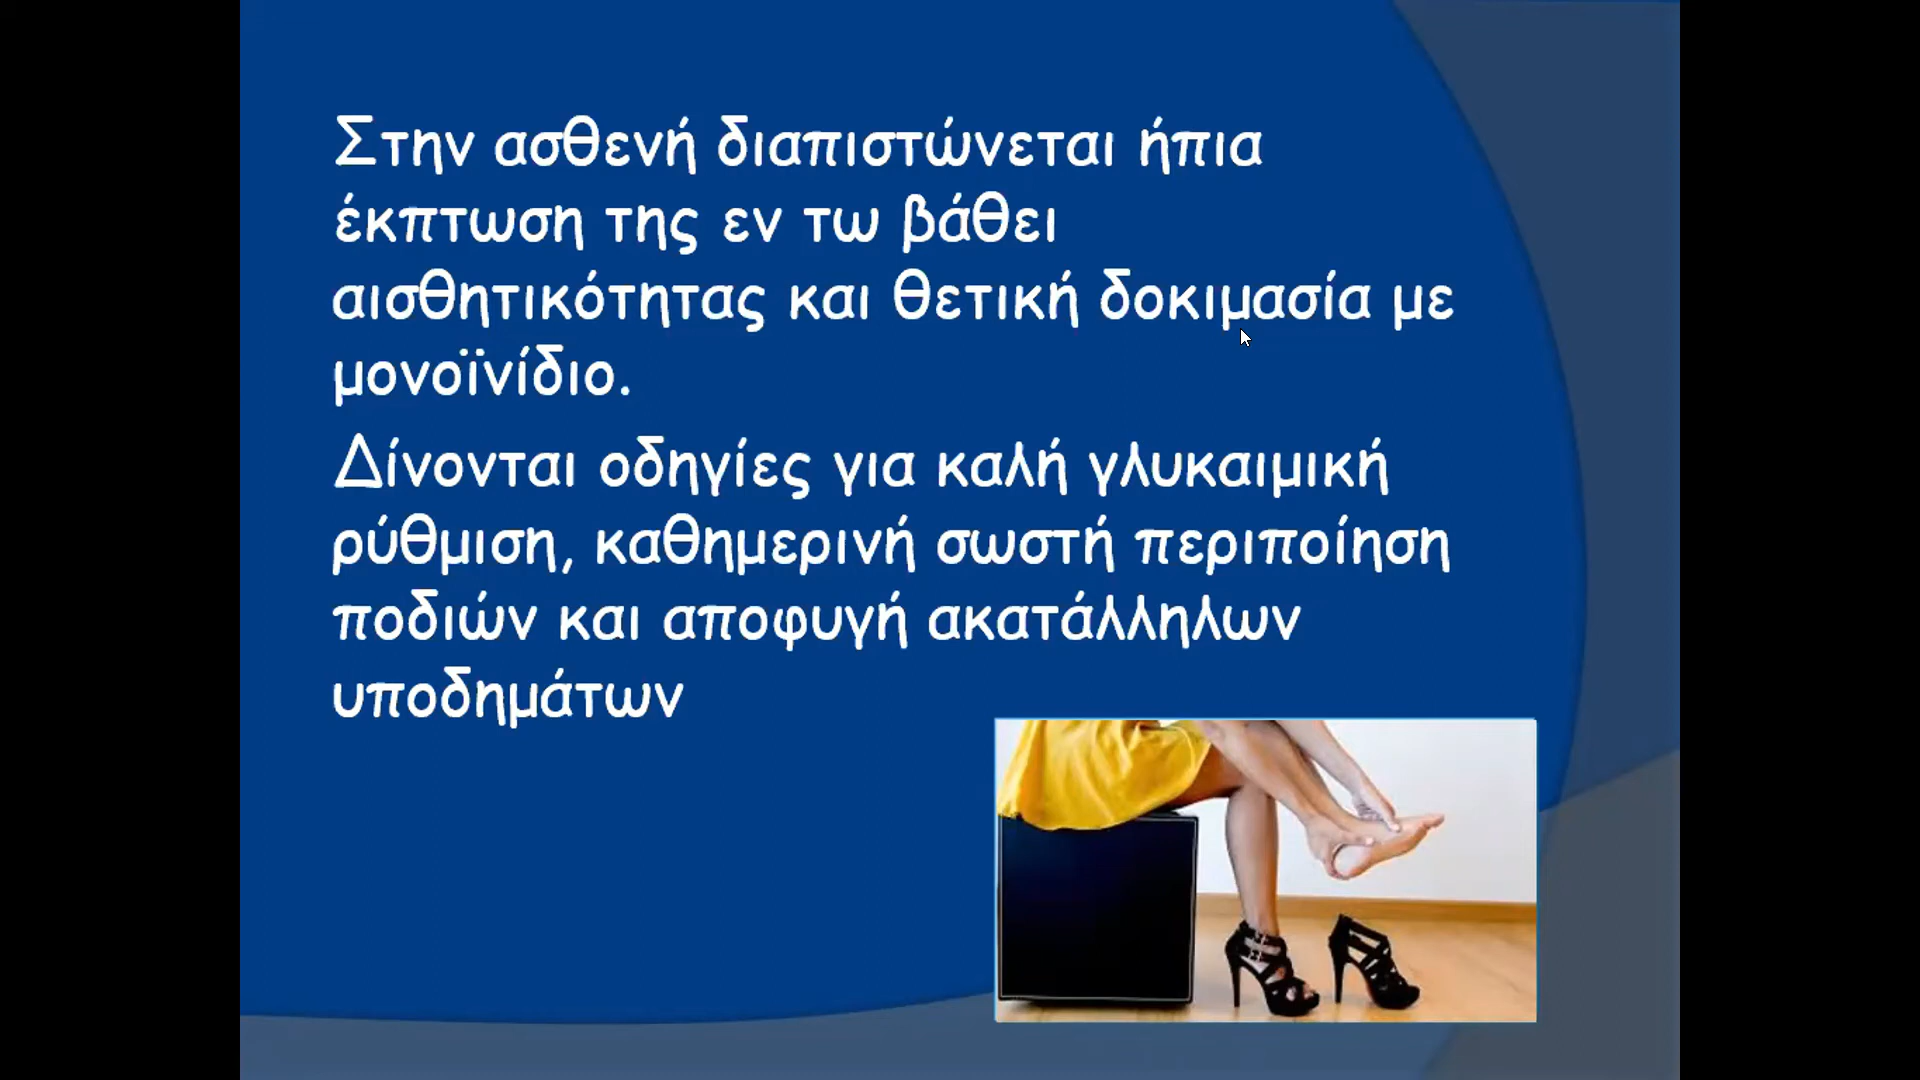 Στην ασθενή διαπιστώνεται ήπια
έκπτωση της εν τω βάθει
αισθητικότητας και θετική δοκιμασία με
μονοϊνίδιο.
Δίνονται οδηγίες για καλή γλυκαιμική
ρύθμιση, καθημερινή σωστή περιποίηση
ποδιών και αποφυγή ακατάλληλων
υποδημάτων